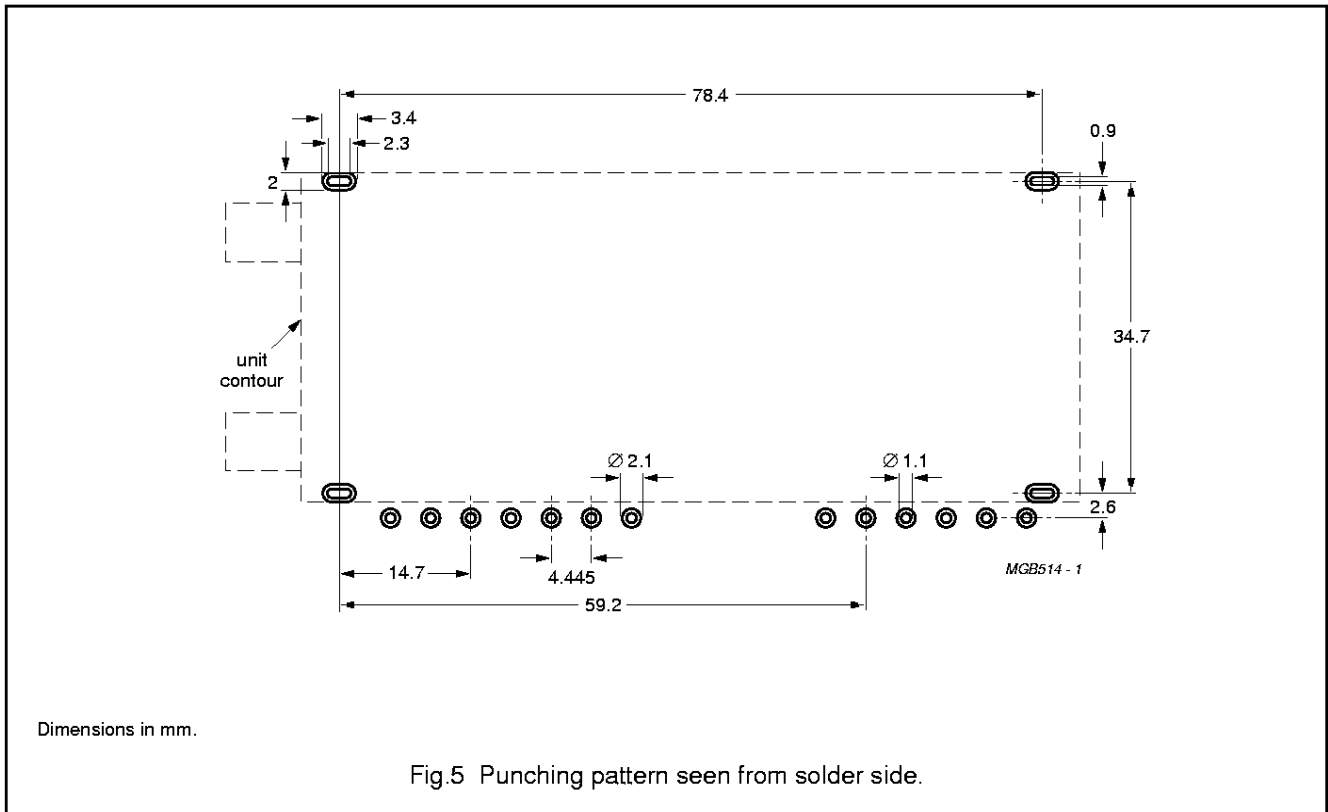 78.4
3.4
2.3
0.9
2
34.7
unit
contour
∅ 2.1
∅ 1.1
2.6
14.7
4.445
MGB514 - 1
59.2
Dimensions in mm.
Fig.5 Punching pattern seen from solder side.